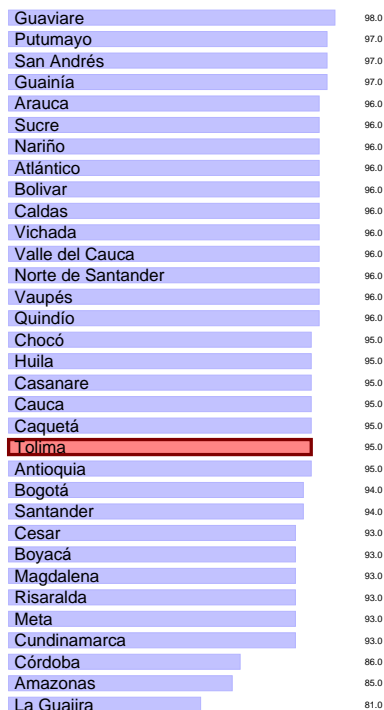 Guaviare 98.0
Putumayo 97.0
San Andrés 97.0
Guainía 97.0
Arauca 96.0
Sucre 96.0
Nariño 96.0
Atlántico 96.0
Bolivar 96.0
Caldas 96.0
Vichada 96.0
Valle del Cauca 96.0
Norte de Santander 96.0
Vaupés 96.0
Quindío 96.0
Chocó 95.0
Huila 95.0
Casanare 95.0
Cauca 95.0
Caquetá 95.0
Tolima 95.0
Antioquia 95.0
Bogotá 94.0
Santander 94.0
Cesar 93.0
Boyacá 93.0
Magdalena 93.0
Risaralda 93.0
Meta 93.0
Cundinamarca 93.0
Córdoba 86.0
Amazonas 85.0
La Guajira 81.0